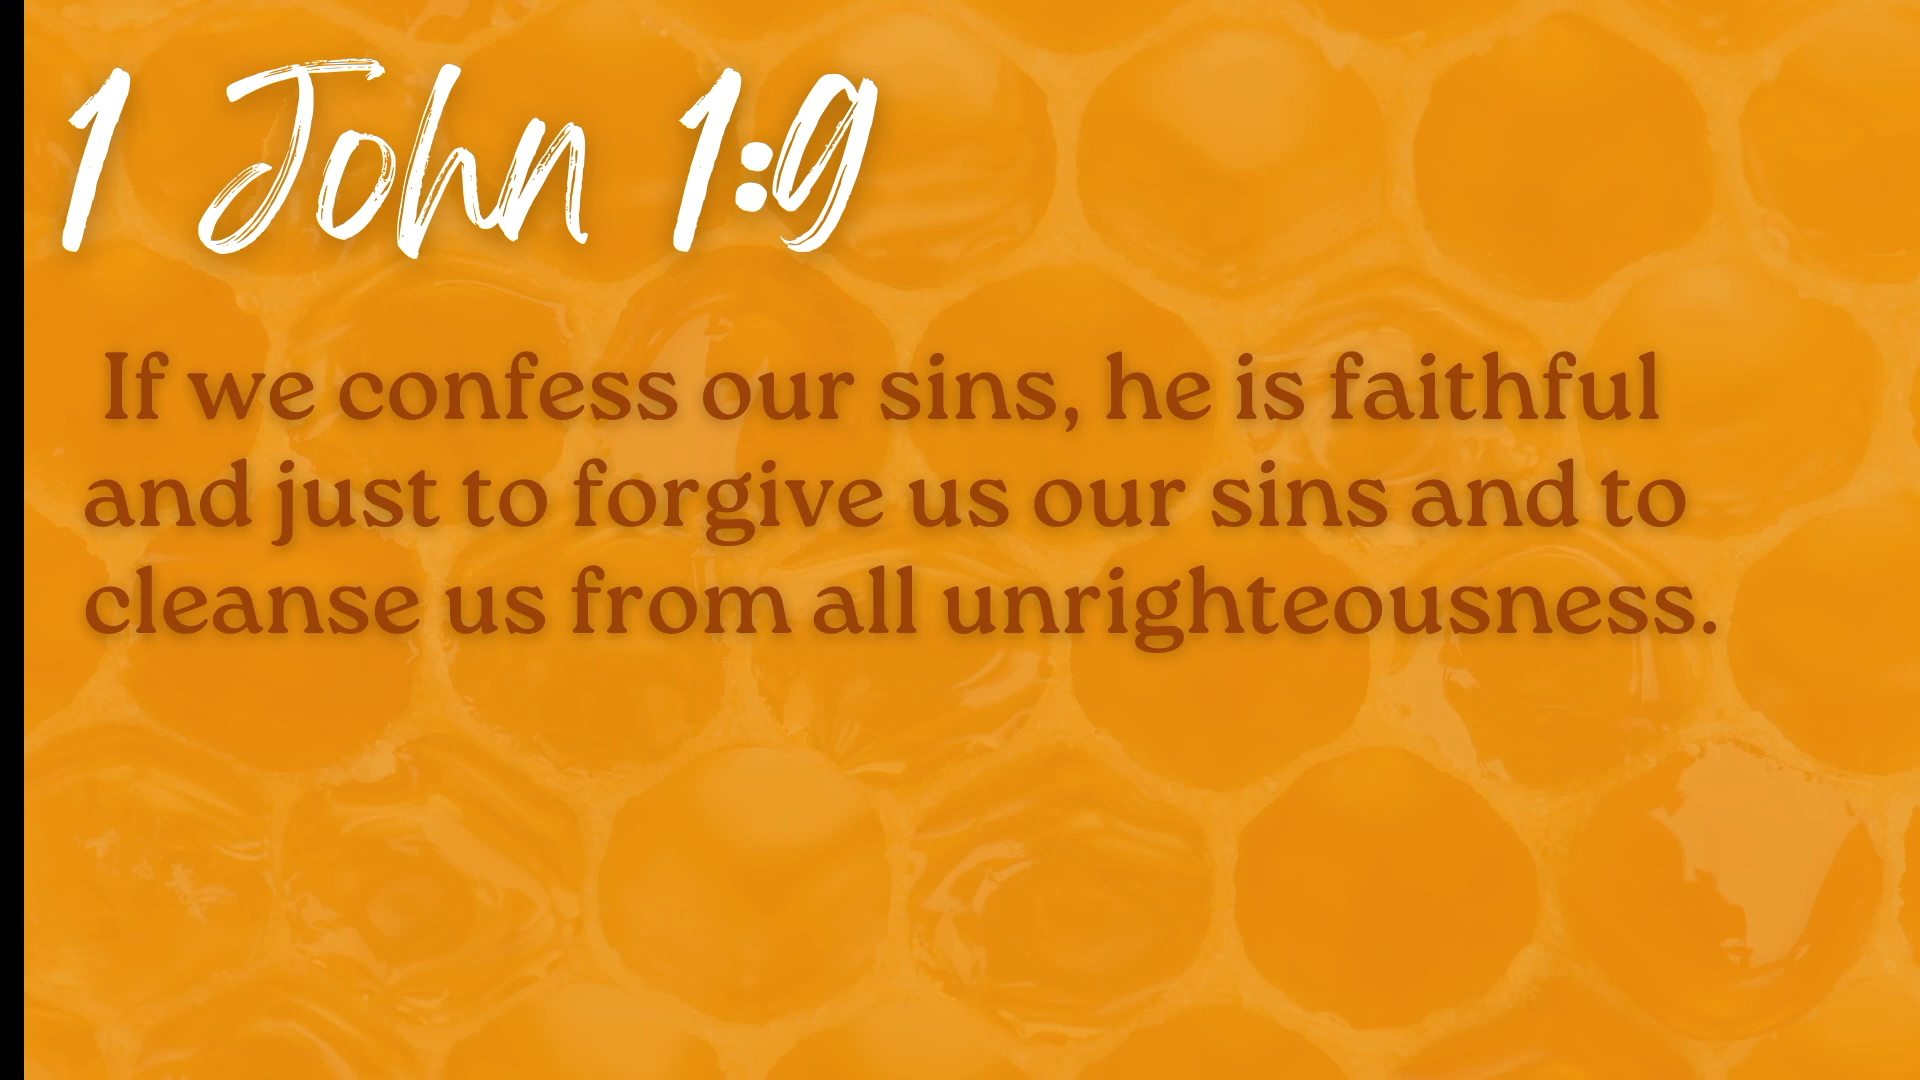 1 John 1:9
If we confess our sins, he is faithful
and just to forgive us our sins and to
cleanse us from all unrighteousness.